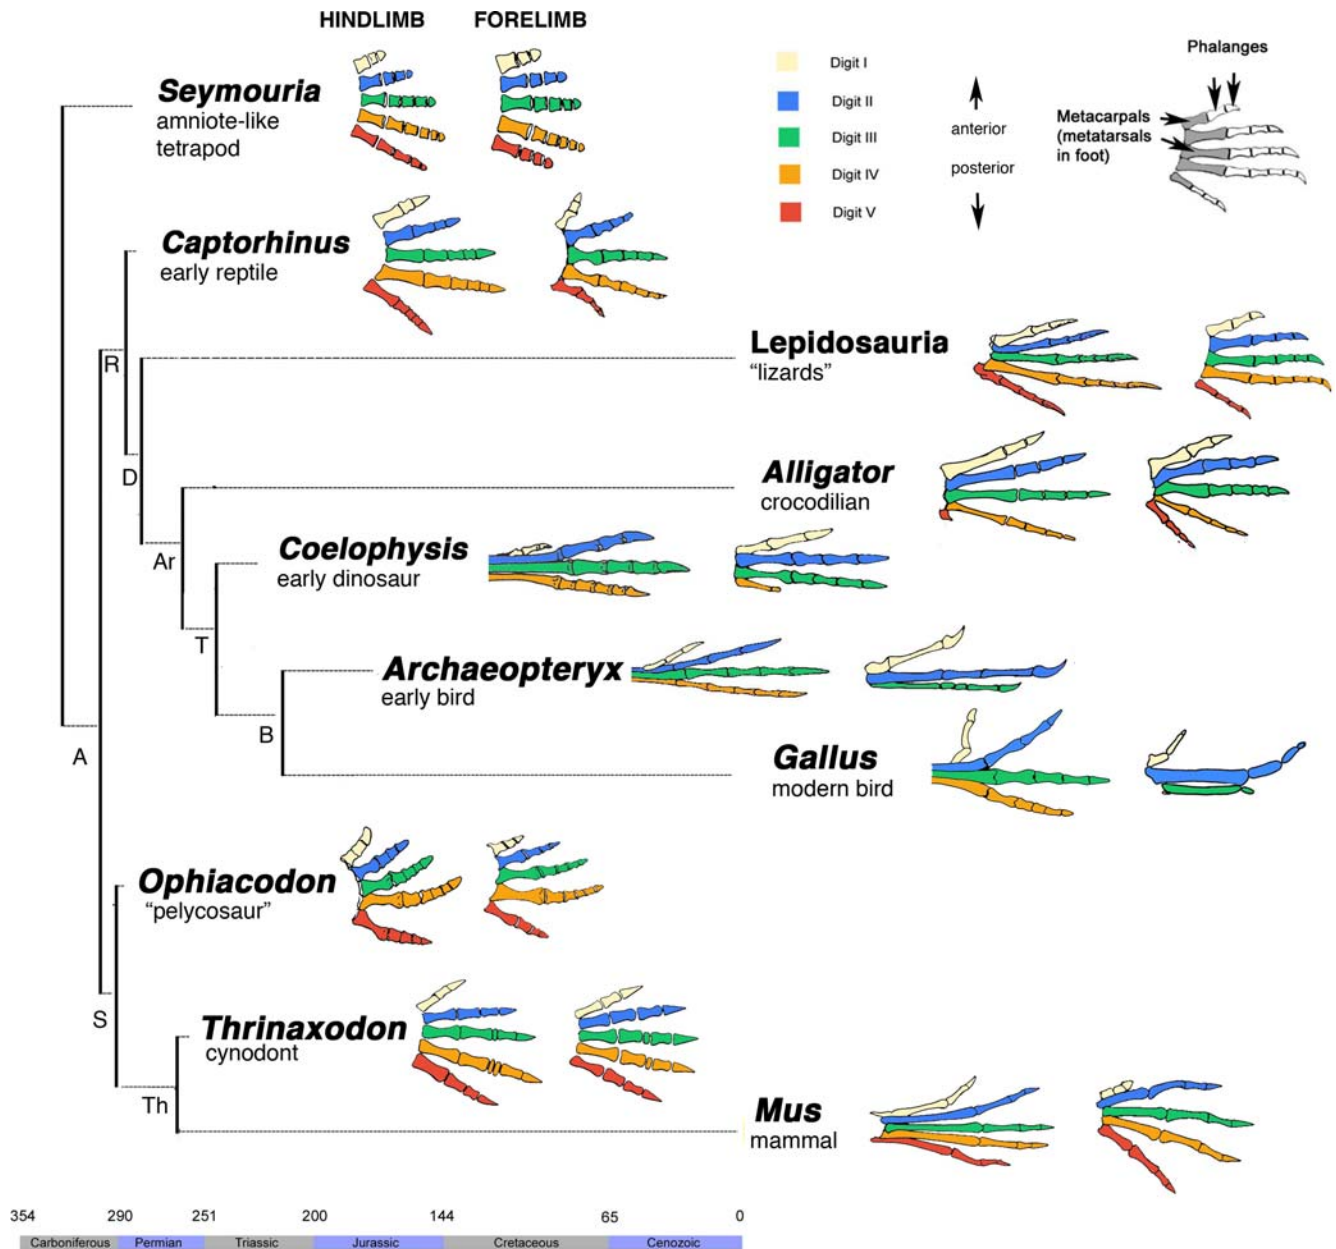 HINDLIMB FORELIMB
Phalanges
Digit I
Digit II
Digit III
Digit IV
Digit V
anterior
posterior
Metacarpals
(metatarsals
in foot)
Seymouria
amniote-like
tetrapod
Captorhinus
early reptile
Lepidosauria
“lizards”
R
D
Alligator
crocodilian
Ar
Coelophysis
early dinosaur
T
Archaeopteryx
early bird
B
A
Gallus
modern bird
Ophiacodon
“pelycosaur”
S
Thrinaxodon
cynodont
Th
Mus
mammal
354 290 251 200 144 65 0
Carboniferous Permian Triassic Jurassic Cretaceous Cenozoic